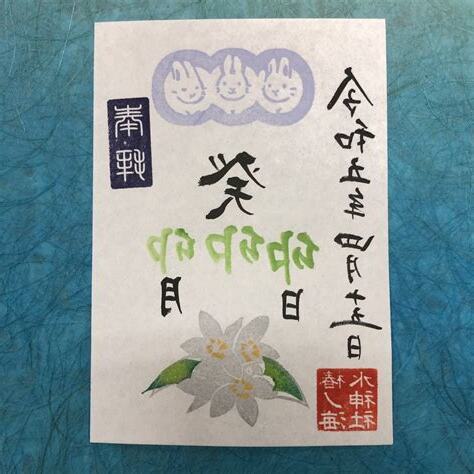 奉拝
卯月
癸卯
卯日
令和五年四月十五日
椿ノ海
水神社